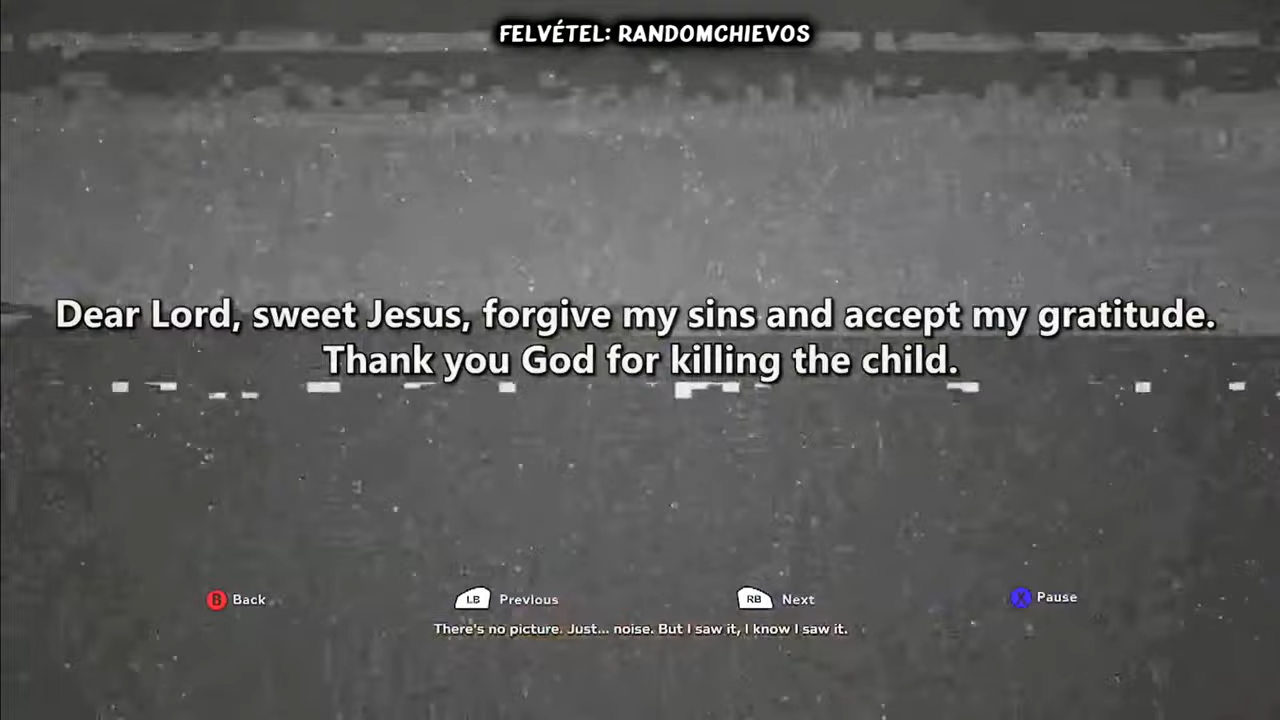 FELVÉTEL: RANDOMCHIEVOS
Dear Lord, sweet Jesus, forgive my sins and accept my gratitude.
Thank you God for killing the child.
B Back LB Previous RB Next X Pause
There's no picture. Just... noise. But I saw it, I know I saw it.